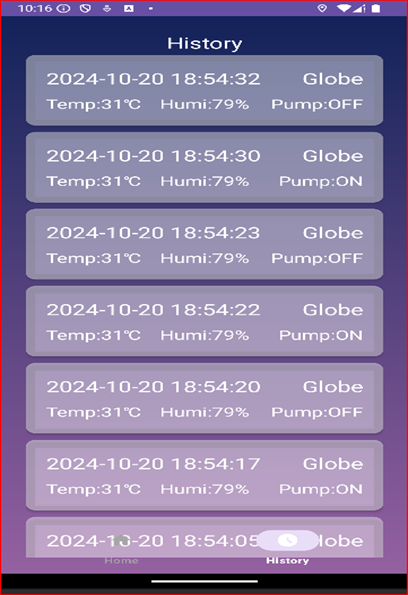 10:16
History
2024-10-20 18:54:32 Globe
Temp:31℃ Humi:79% Pump:OFF
2024-10-20 18:54:30 Globe
Temp:31℃ Humi:79% Pump:ON
2024-10-20 18:54:23 Globe
Temp:31℃ Humi:79% Pump:OFF
2024-10-20 18:54:22 Globe
Temp:31℃ Humi:79% Pump:ON
2024-10-20 18:54:20 Globe
Temp:31℃ Humi:79% Pump:OFF
2024-10-20 18:54:17 Globe
Temp:31℃ Humi:79% Pump:ON
2024-10-20 18:54:05 lobe
Home History